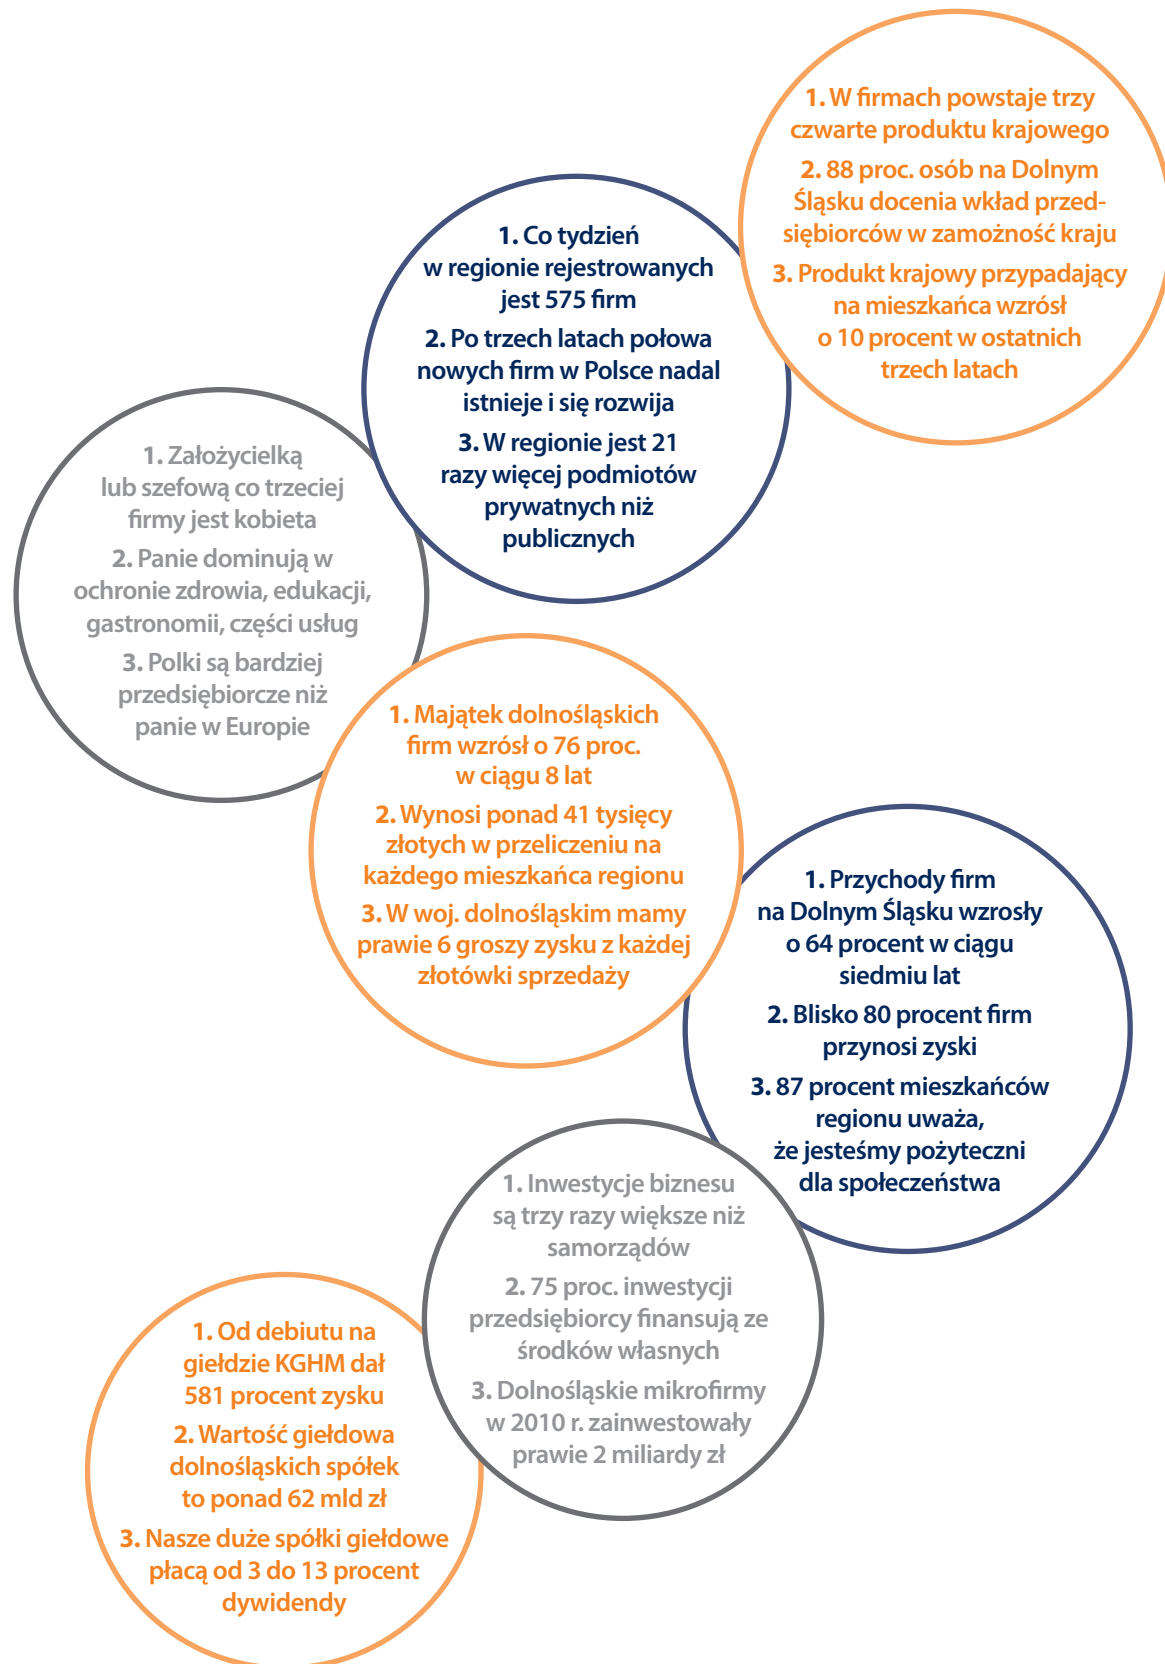 1. W firmach powstaje trzy
czwarte produktu krajowego
2. 88 proc. osób na Dolnym
Śląsku docenia wkład przed-
siębiorców w zamożność kraju
3. Produkt krajowy przypadający
na mieszkańca wzrósł
o 10 procent w ostatnich
trzech latach
1. Co tydzień
w regionie rejestrowanych
jest 575 firm
2. Po trzech latach połowa
nowych firm w Polsce nadal
istnieje i się rozwija
3. W regionie jest 21
razy więcej podmiotów
prywatnych niż
publicznych
1. Założycielką
lub szefową co trzeciej
firmy jest kobieta
2. Panie dominują w
ochronie zdrowia, edukacji,
gastronomii, części usług
3. Polki są bardziej
przedsiębiorcze niż
panie w Europie
1. Majątek dolnośląskich
firm wzrósł o 76 proc.
w ciągu 8 lat
2. Wynosi ponad 41 tysięcy
złotych w przeliczeniu na
każdego mieszkańca regionu
3. W woj. dolnośląskim mamy
prawie 6 groszy zysku z każdej
złotówki sprzedaży
1. Przychody firm
na Dolnym Śląsku wzrosły
o 64 procent w ciągu
siedmiu lat
2. Blisko 80 procent firm
przynosi zyski
3. 87 procent mieszkańców
regionu uważa,
że jesteśmy pożyteczni
dla społeczeństwa
1. Inwestycje biznesu
są trzy razy większe niż
samorządów
2. 75 proc. inwestycji
przedsiębiorcy finansują ze
środków własnych
3. Dolnośląskie mikrofirmy
w 2010 r. zainwestowały
prawie 2 miliardy zł
1. Od debiutu na
giełdzie KGHM dał
581 procent zysku
2. Wartość giełdowa
dolnośląskich spółek
to ponad 62 mld zł
3. Nasze duże spółki giełdowe
płacą od 3 do 13 procent
dywidendy